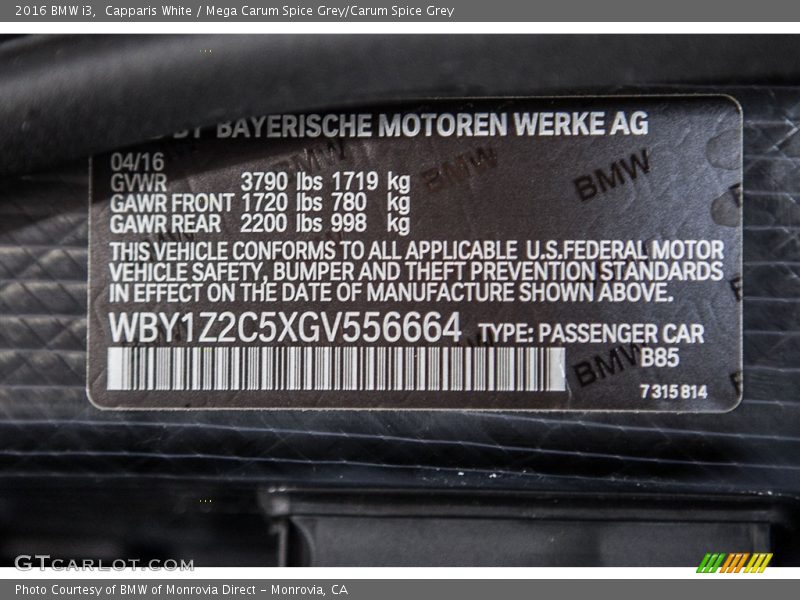 2016 BMW i3, Capparis White / Mega Carum Spice Grey/Carum Spice Grey
BY BAYERISCHE MOTOREN WERKE AG
04/16
GVWR 3790 lbs 1719 kg
GAWR FRONT 1720 lbs 780 kg
GAWR REAR 2200 lbs 998 kg
THIS VEHICLE CONFORMS TO ALL APPLICABLE U.S.FEDERAL MOTOR
VEHICLE SAFETY, BUMPER AND THEFT PREVENTION STANDARDS
IN EFFECT ON THE DATE OF MANUFACTURE SHOWN ABOVE.
WBY1Z2C5XGV556664 TYPE: PASSENGER CAR
B85
7 315 814
BMW
BMW
BMW
BMW
GTCARLOT.COM
Photo Courtesy of BMW of Monrovia Direct - Monrovia, CA